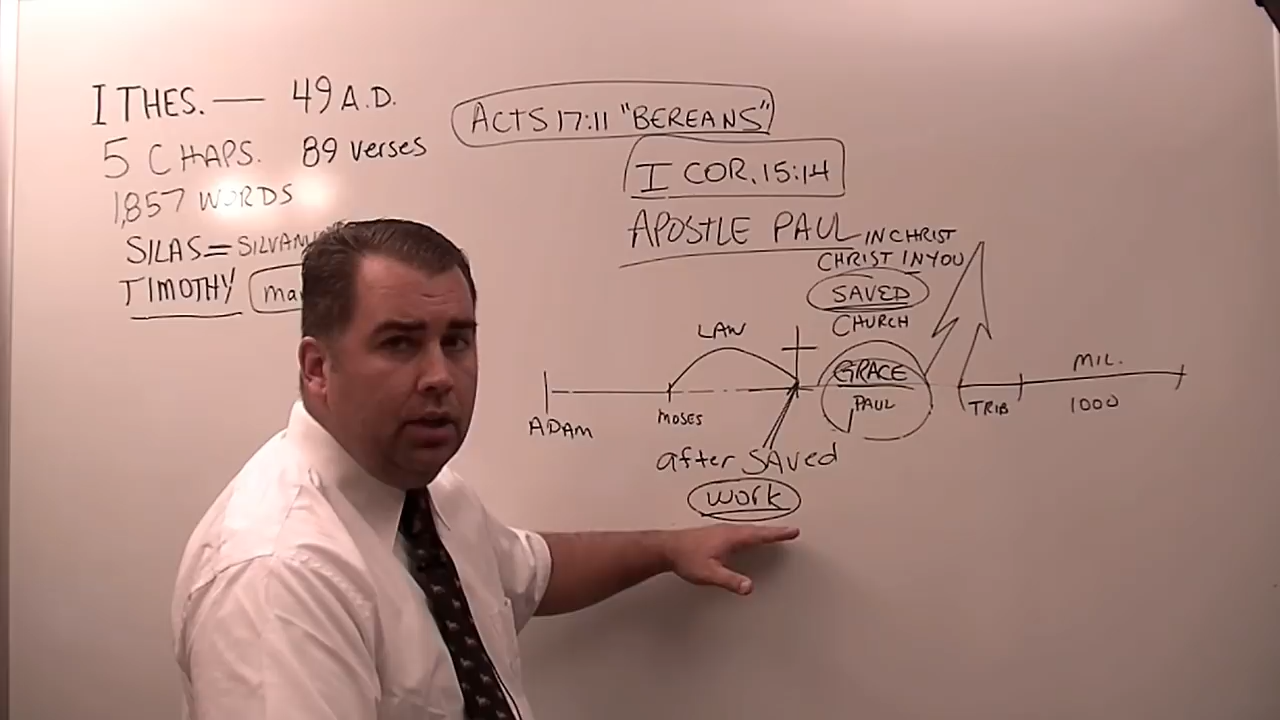 I THES. — 49 A.D.
5 CHAPS. 89 verses
1,857 WORDS
SILAS =
TIMOTHY
ACTS 17:11 "BEREANS"
I COR. 15:14
APOSTLE PAUL
IN CHRIST
CHRIST IN YOU
SAVED
CHURCH
LAW
GRACE
PAUL
ADAM
MOSES
TRIB
MIL.
1000
after SAVED
WORK